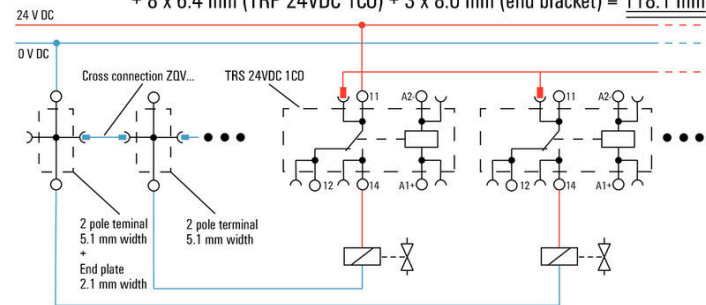 + 8 x 6.4 mm (TRP 24VDC 1CO) + 3 x 8.0 mm (end bracket) = 118.1 mm
24 V DC
0 V DC
Cross connection ZQV...
TRS 24VDC 1CO
11
A2-
11
A2-
12
14
A1+
12
14
A1+
2 pole teminal
5.1 mm width
+
End plate
2.1 mm width
2 pole terminal
5.1 mm width